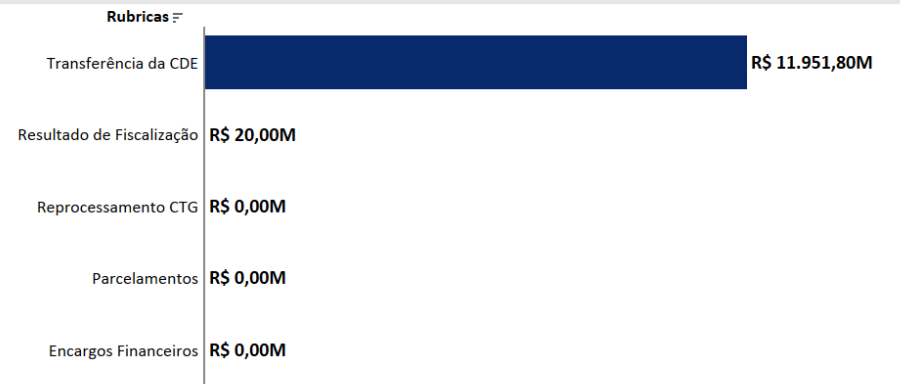 Rubricas
Transferência da CDE R$ 11.951,80M
Resultado de Fiscalização R$ 20,00M
Reprocessamento CTG R$ 0,00M
Parcelamentos R$ 0,00M
Encargos Financeiros R$ 0,00M